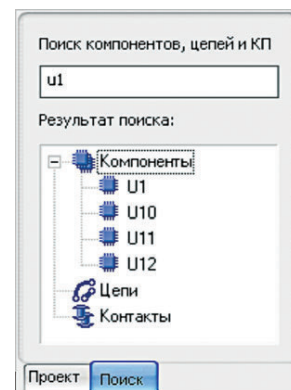 Поиск компонентов, цепей и КП
u1
Результат поиска:
Компоненты
U1
U10
U11
U12
Цепи
Контакты
Проект Поиск